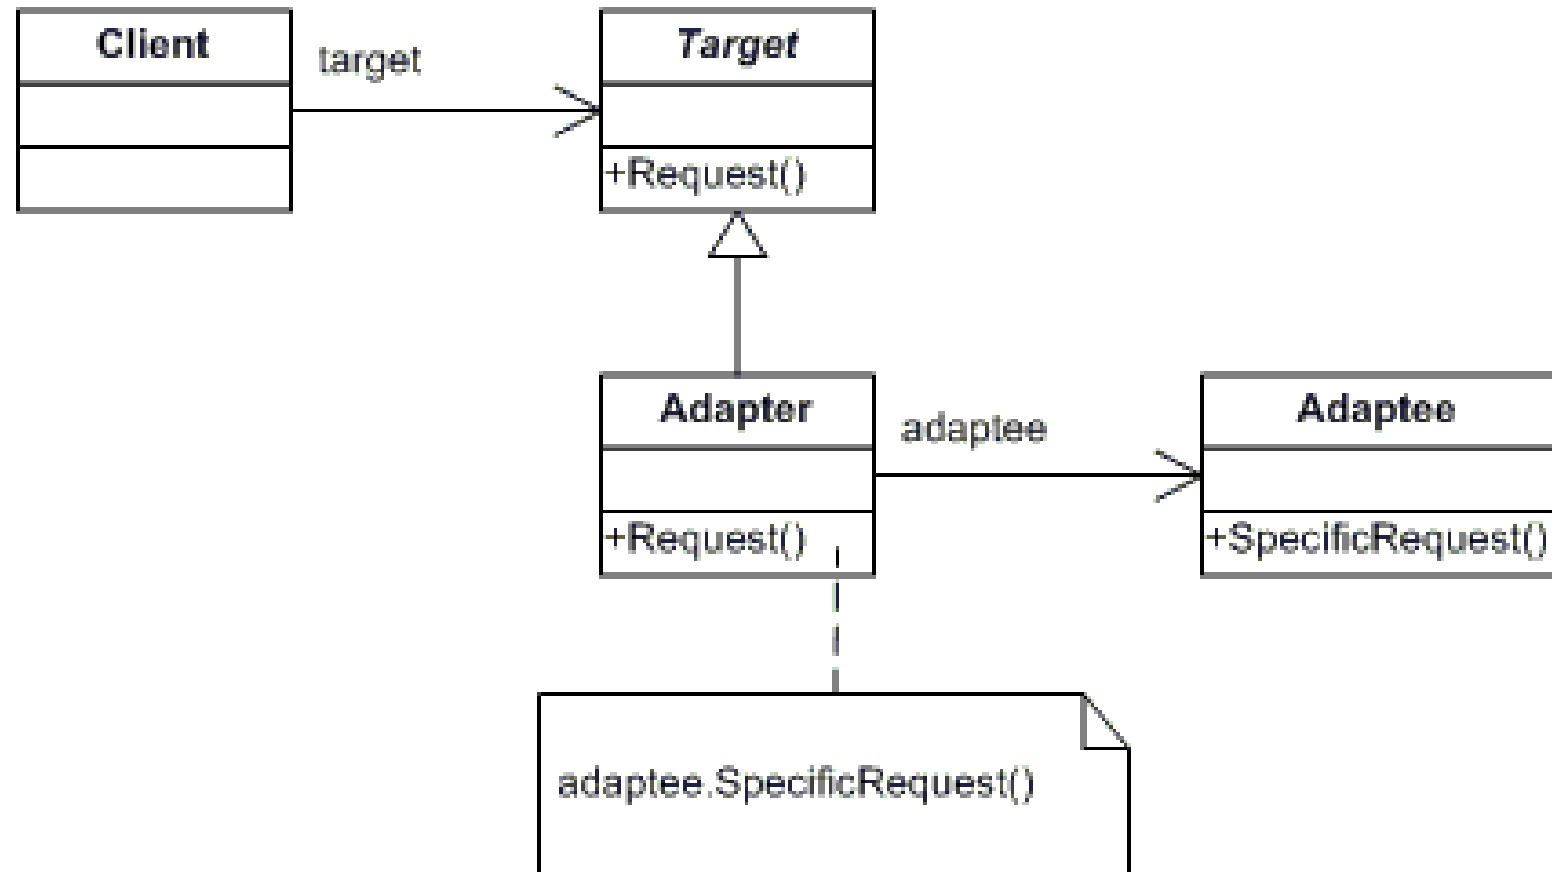 Client
target
Target
+Request()
Adapter
adaptee
Adaptee
+Request()
+SpecificRequest()
adaptee.SpecificRequest()